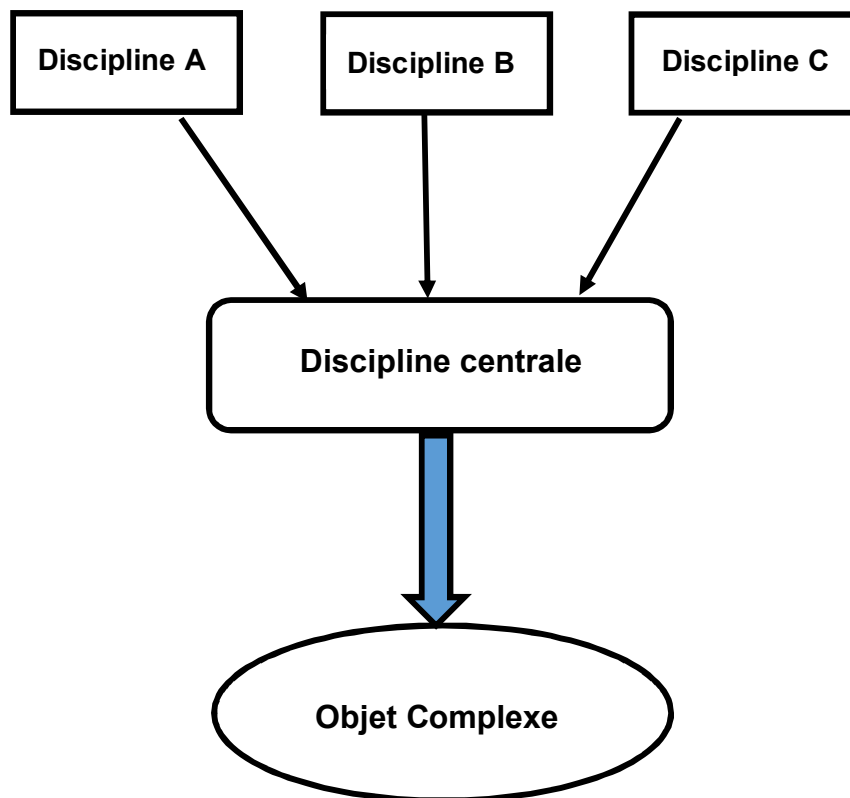 Discipline A
Discipline B
Discipline C
Discipline centrale
Objet Complexe